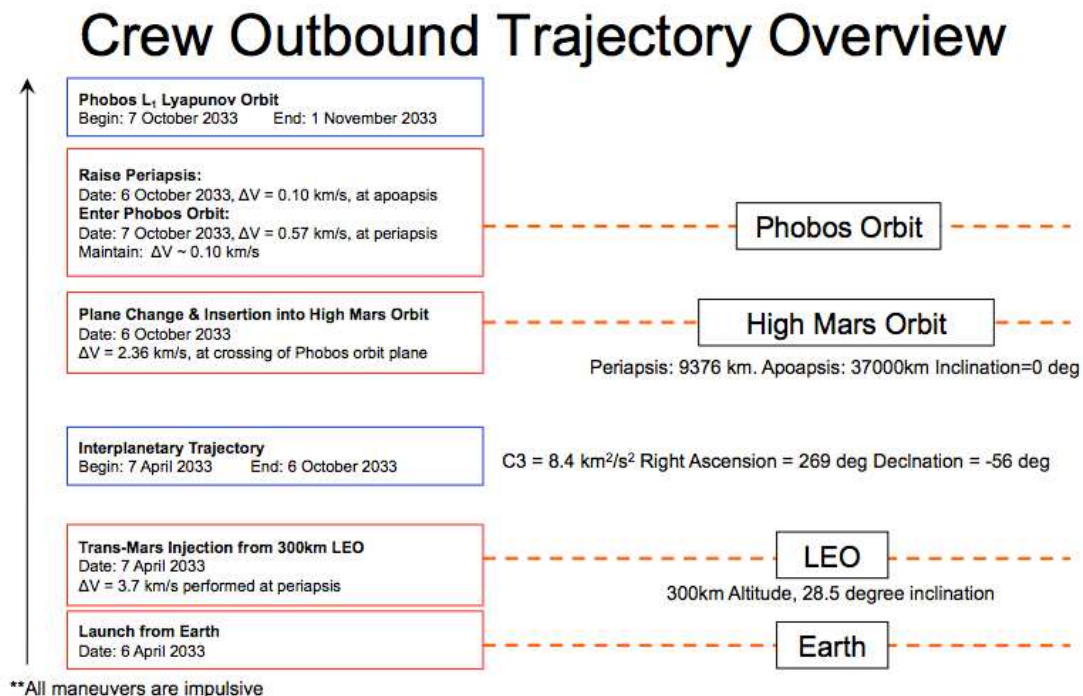 Crew Outbound Trajectory Overview
Phobos L₁ Lyapunov Orbit
Begin: 7 October 2033 End: 1 November 2033
Raise Periapsis:
Date: 6 October 2033, ΔV = 0.10 km/s, at apoapsis
Enter Phobos Orbit:
Date: 7 October 2033, ΔV = 0.57 km/s, at periapsis
Maintain: ΔV ~ 0.10 km/s
Phobos Orbit
Plane Change & Insertion into High Mars Orbit
Date: 6 October 2033
ΔV = 2.36 km/s, at crossing of Phobos orbit plane
High Mars Orbit
Periapsis: 9376 km. Apoapsis: 37000km Inclination=0 deg
Interplanetary Trajectory
Begin: 7 April 2033 End: 6 October 2033
C3 = 8.4 km²/s² Right Ascension = 269 deg Declnation = -56 deg
Trans-Mars Injection from 300km LEO
Date: 7 April 2033
ΔV = 3.7 km/s performed at periapsis
LEO
300km Altitude, 28.5 degree inclination
Launch from Earth
Date: 6 April 2033
Earth
**All maneuvers are impulsive